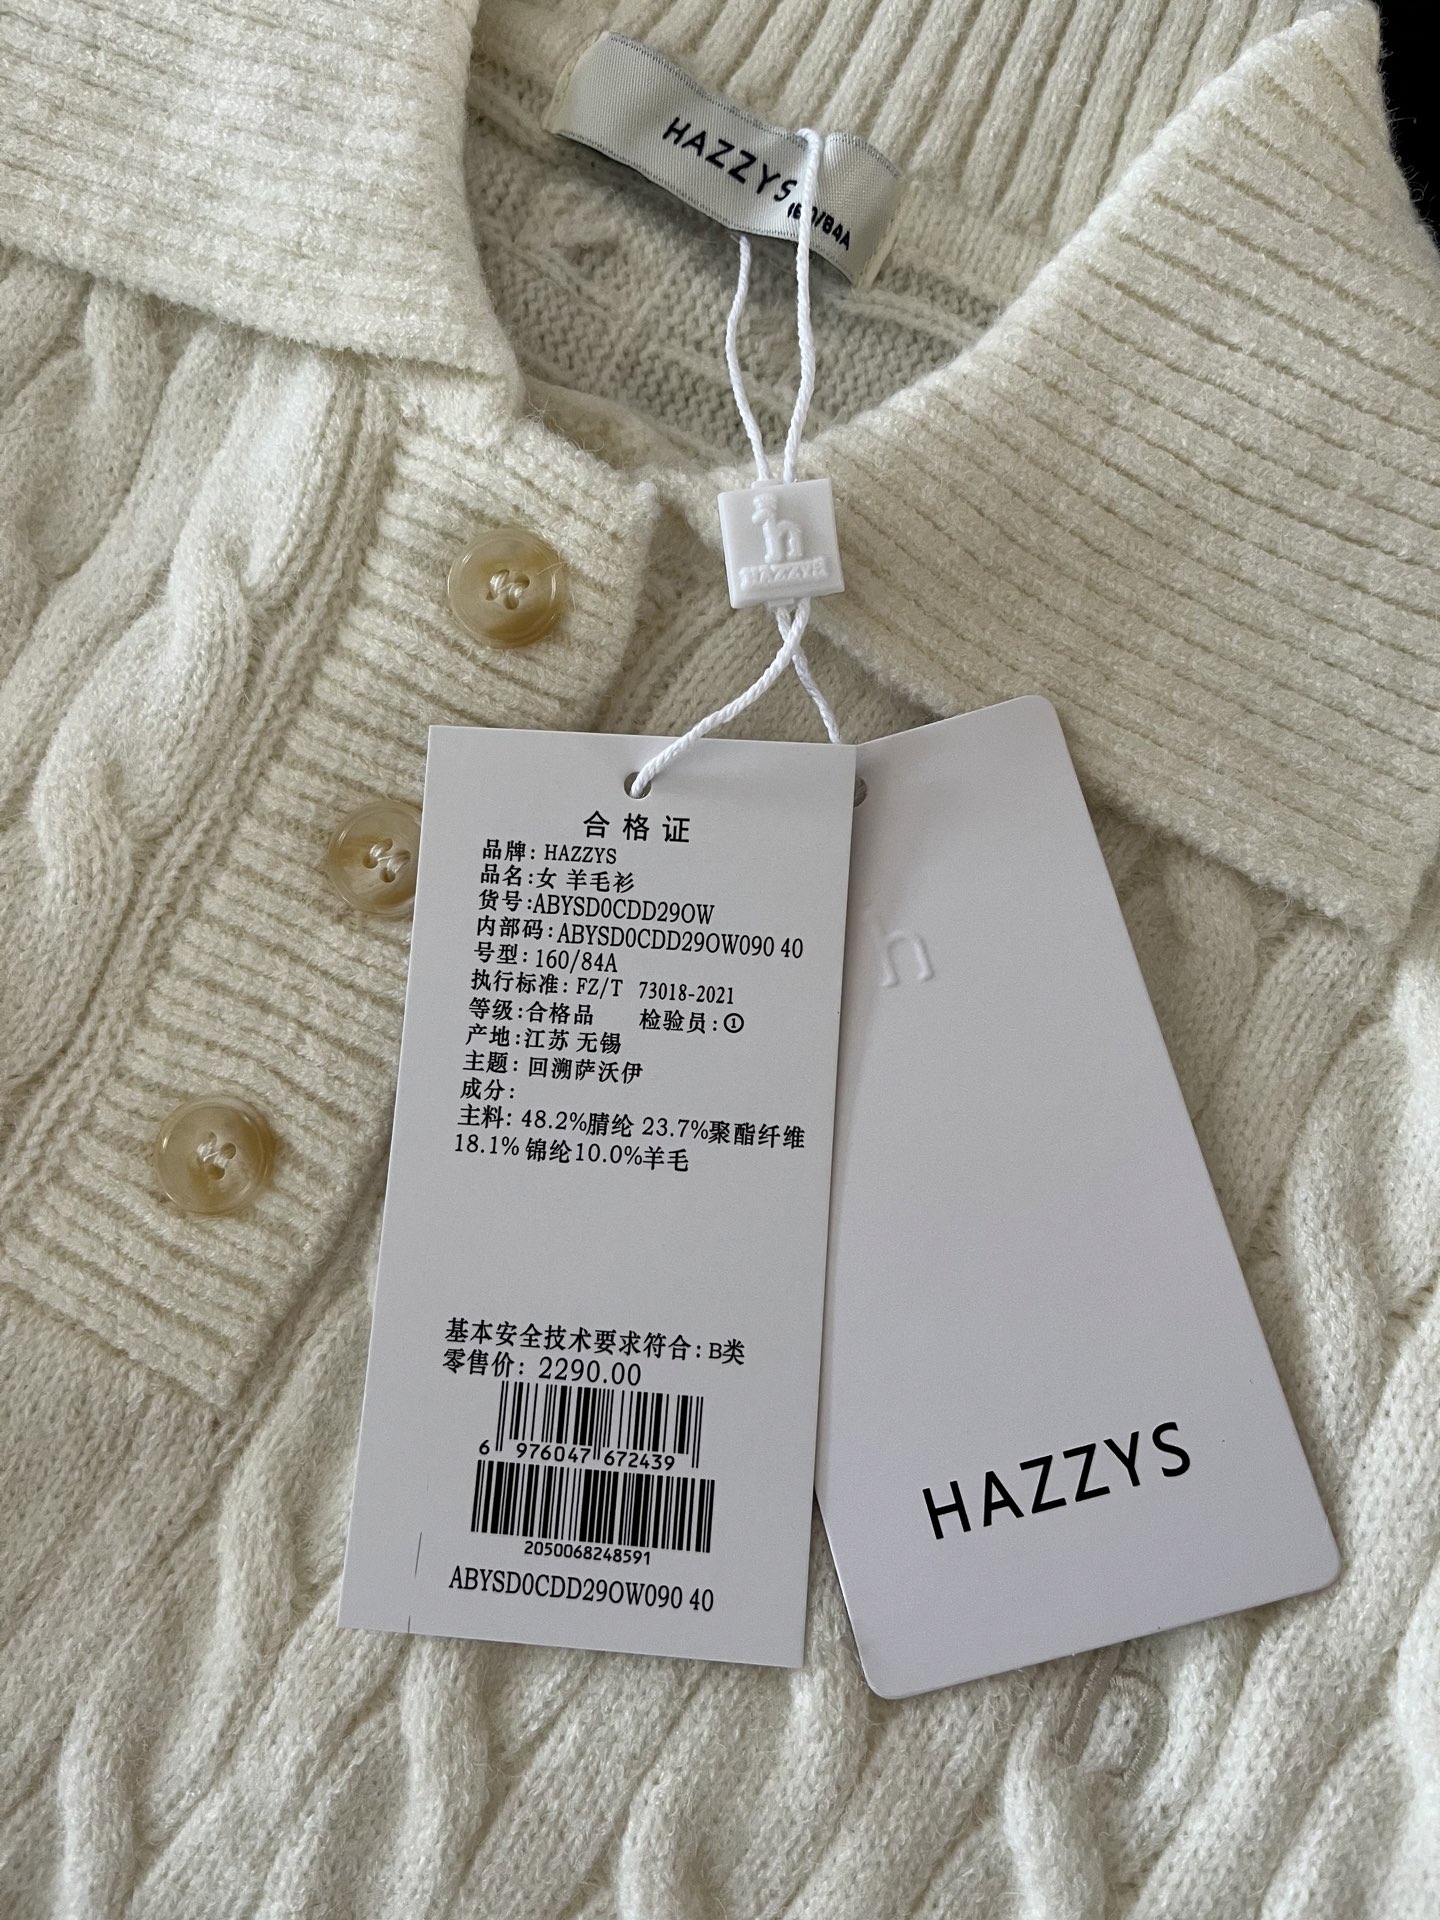 HAZZYS
160/84A
h
HAZZYS
合格证
品牌: HAZZYS
品名:女 羊毛衫
货号:ABYSD0CDD29OW
内部码:ABYSD0CDD29OW090 40
号型: 160/84A
执行标准: FZ/T 73018-2021
等级:合格品 检验员:①
产地:江苏 无锡
主题: 回溯萨沃伊
成分:
主料: 48.2%腈纶 23.7%聚酯纤维
18.1% 锦纶10.0%羊毛
基本安全技术要求符合: B类
零售价: 2290.00
6 976047 672439
2050068248591
ABYSD0CDD29OW090 40
h
HAZZYS
h